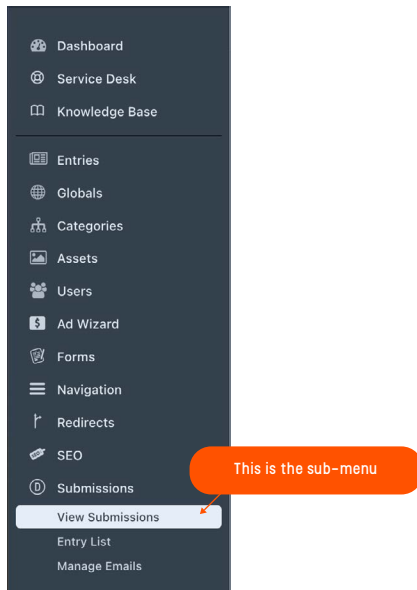 Dashboard
Service Desk
Knowledge Base
Entries
Globals
Categories
Assets
Users
$ Ad Wizard
Forms
Navigation
Redirects
SEO
This is the sub-menu
D Submissions
View Submissions
Entry List
Manage Emails